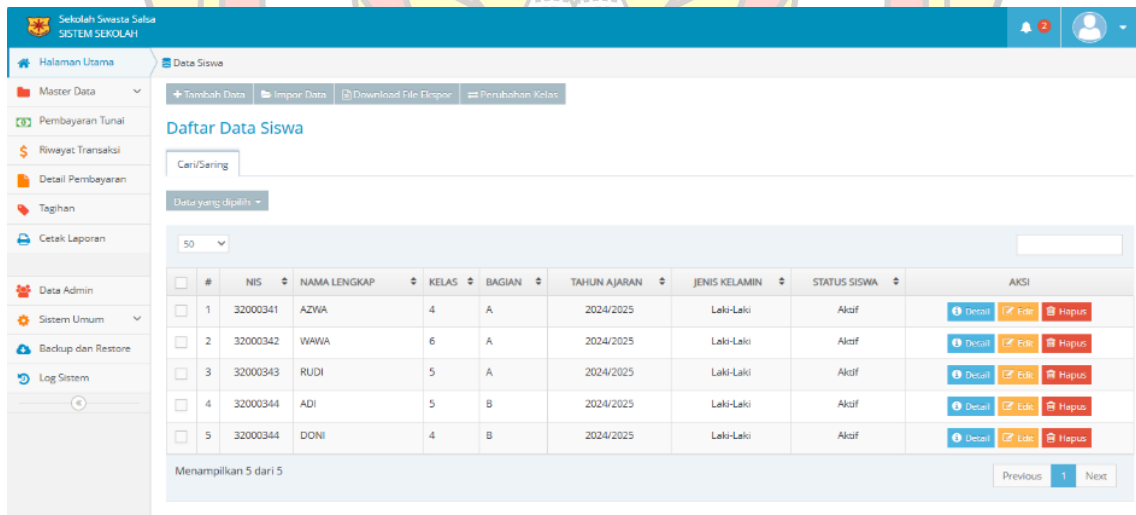 Sekolah Swasta Salsa
SISTEM SEKOLAH
2
Halaman Utama
Data Siswa
Master Data
Pembayaran Tunai
Riwayat Transaksi
Detail Pembayaran
Tagihan
Cetak Laporan
Data Admin
Sistem Umum
Backup dan Restore
Log Sistem
Tambah Data Impor Data Download File Ekspor Perubahan Kelas
Daftar Data Siswa
Cari/Saring
Data yang dipilih
50
# NIS NAMA LENGKAP KELAS BAGIAN TAHUN AJARAN JENIS KELAMIN STATUS SISWA AKSI
1 32000341 AZWA 4 A 2024/2025 Laki-Laki Aktif Detail Edit Hapus
2 32000342 WAWA 6 A 2024/2025 Laki-Laki Aktif Detail Edit Hapus
3 32000343 RUDI 5 A 2024/2025 Laki-Laki Aktif Detail Edit Hapus
4 32000344 ADI 5 B 2024/2025 Laki-Laki Aktif Detail Edit Hapus
5 32000344 DONI 4 B 2024/2025 Laki-Laki Aktif Detail Edit Hapus
Menampilkan 5 dari 5
Previous 1 Next